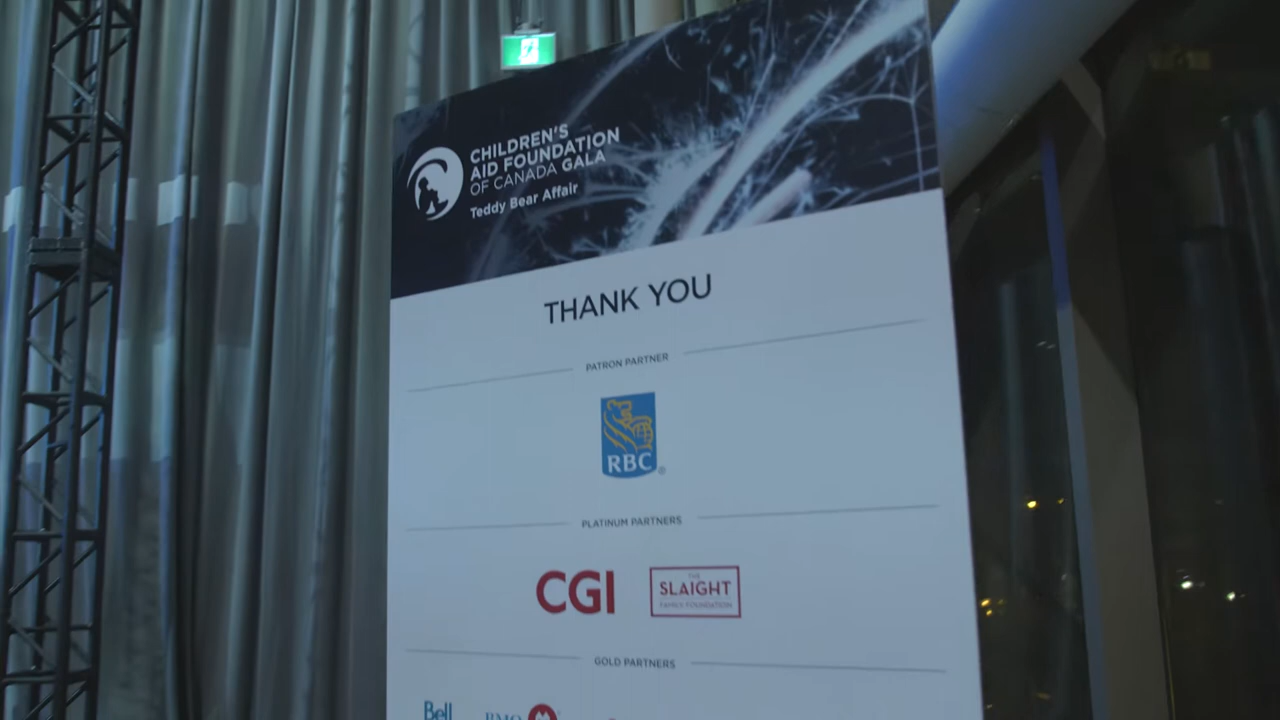 CHILDREN'S
AID FOUNDATION
OF CANADA GALA
Teddy Bear Affair
THANK YOU
PATRON PARTNER
RBC
PLATINUM PARTNERS
CGI
THE
SLAIGHT
FAMILY FOUNDATION
GOLD PARTNERS
Bell
BMO